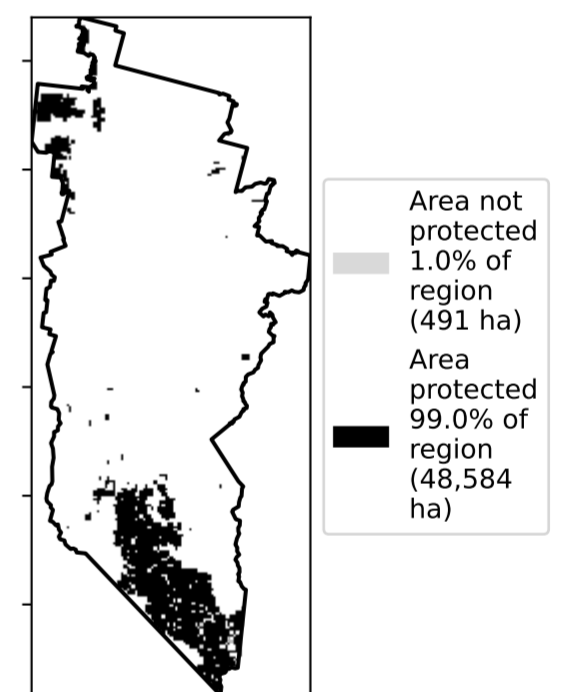 Area not
protected
1.0% of
region
(491 ha)
Area
protected
99.0% of
region
(48,584
ha)